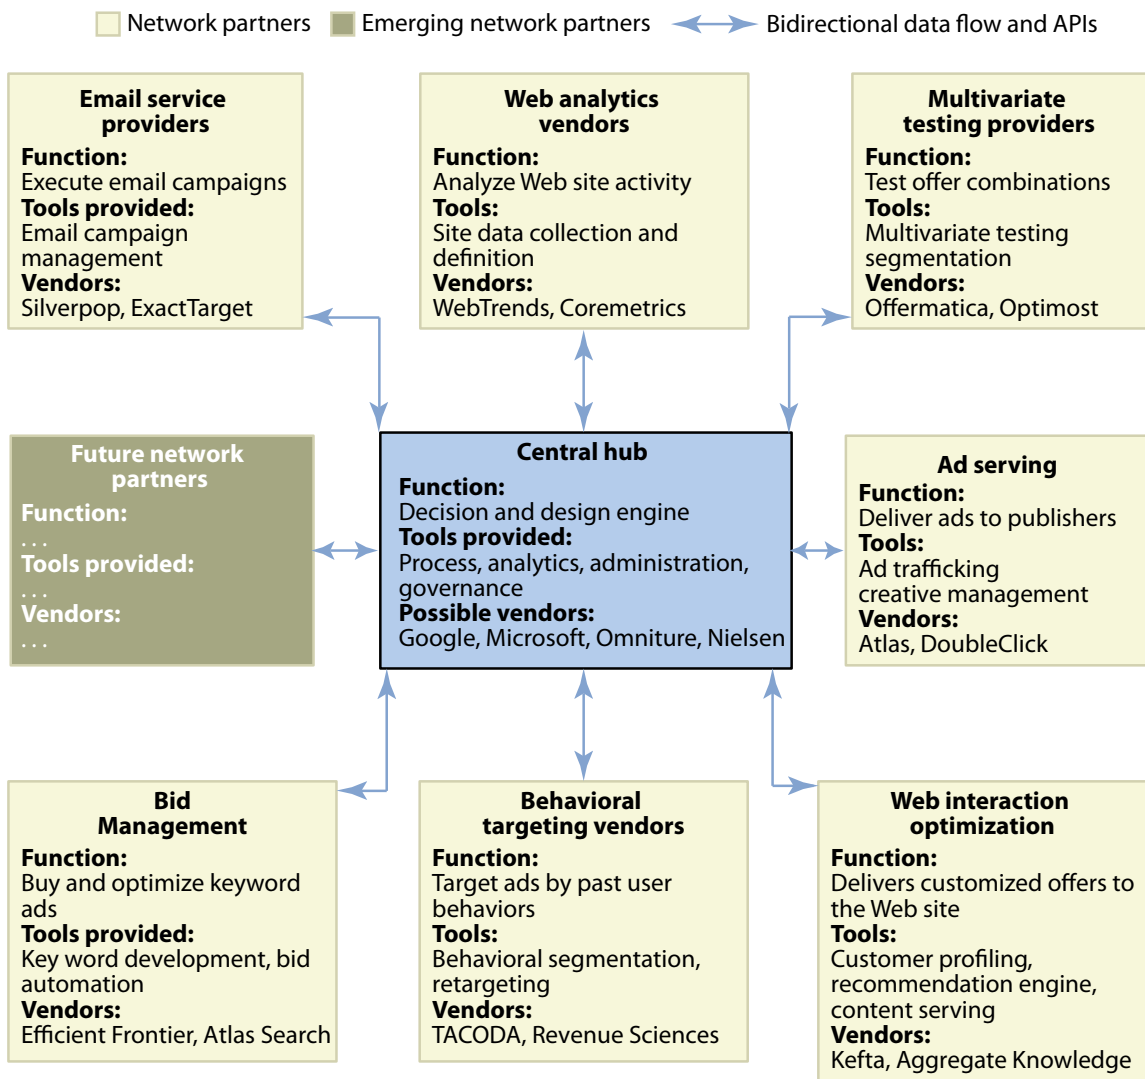 Network partners
Emerging network partners
Bidirectional data flow and APIs
Email service
providers
Function:
Execute email campaigns
Tools provided:
Email campaign
management
Vendors:
Silverpop, ExactTarget
Web analytics
vendors
Function:
Analyze Web site activity
Tools:
Site data collection and
definition
Vendors:
WebTrends, Coremetrics
Multivariate
testing providers
Function:
Test offer combinations
Tools:
Multivariate testing
segmentation
Vendors:
Offermatica, Optimost
Future network
partners
Function:
. . .
Tools provided:
. . .
Vendors:
. . .
Central hub
Function:
Decision and design engine
Tools provided:
Process, analytics, administration,
governance
Possible vendors:
Google, Microsoft, Omniture, Nielsen
Ad serving
Function:
Deliver ads to publishers
Tools:
Ad trafficking
creative management
Vendors:
Atlas, DoubleClick
Bid
Management
Function:
Buy and optimize keyword
ads
Tools provided:
Key word development, bid
automation
Vendors:
Efficient Frontier, Atlas Search
Behavioral
targeting vendors
Function:
Target ads by past user
behaviors
Tools:
Behavioral segmentation,
retargeting
Vendors:
TACODA, Revenue Sciences
Web interaction
optimization
Function:
Delivers customized offers to
the Web site
Tools:
Customer profiling,
recommendation engine,
content serving
Vendors:
Kefta, Aggregate Knowledge